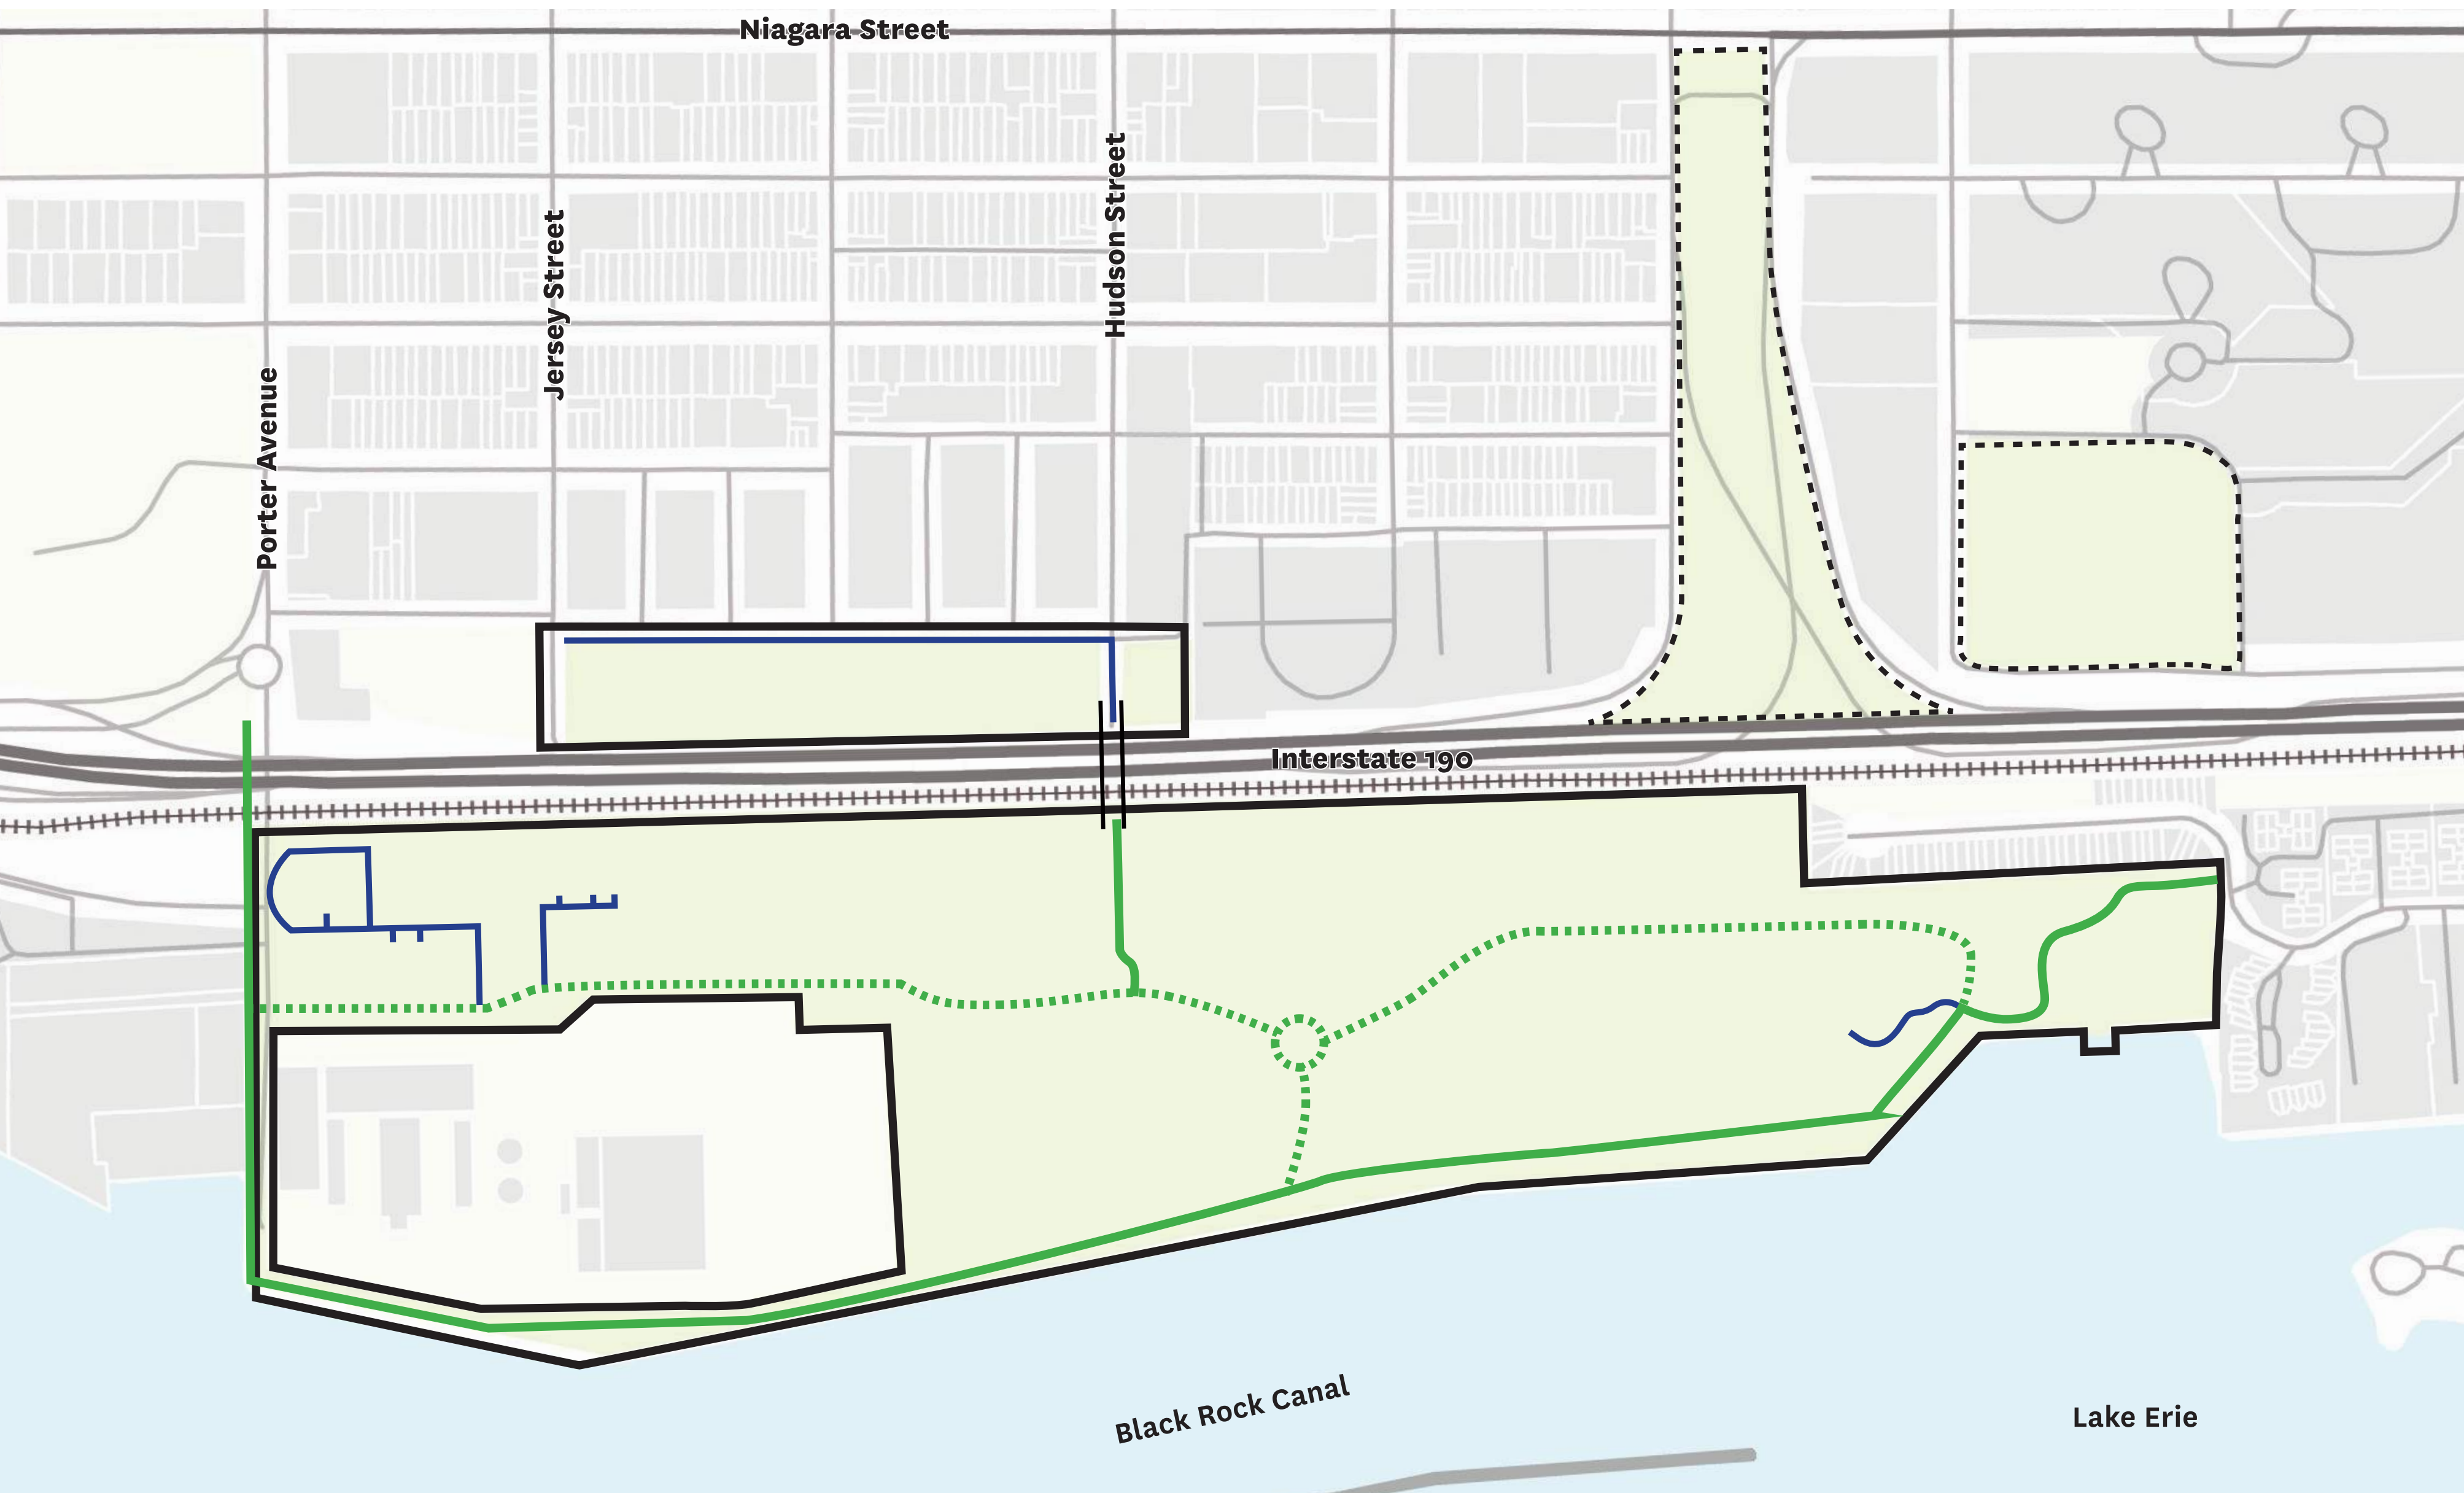 Niagara Street
Hudson Street
Jersey Street
Porter Avenue
Interstate 190
Black Rock Canal
Lake Erie